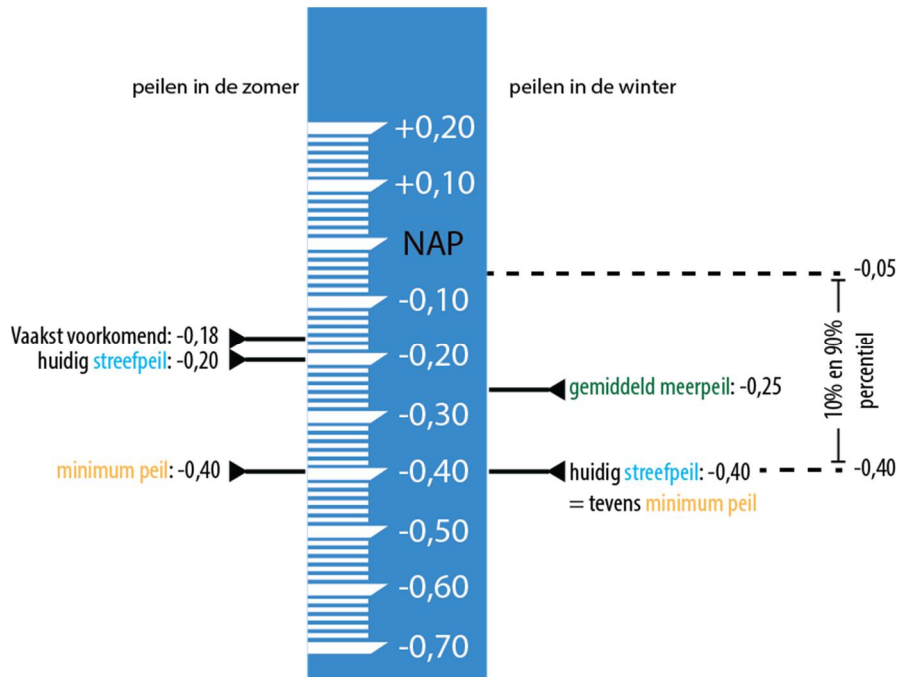 peilen in de zomer
peilen in de winter
+0,20
+0,10
NAP
-0,05
-0,10
Vaakst voorkomend: -0,18
huidig streefpeil: -0,20
-0,20
gemiddeld meerpeil: -0,25
10% en 90%
percentiel
-0,30
minimum peil: -0,40
-0,40
huidig streefpeil: -0,40
-0,40
= tevens minimum peil
-0,50
-0,60
-0,70